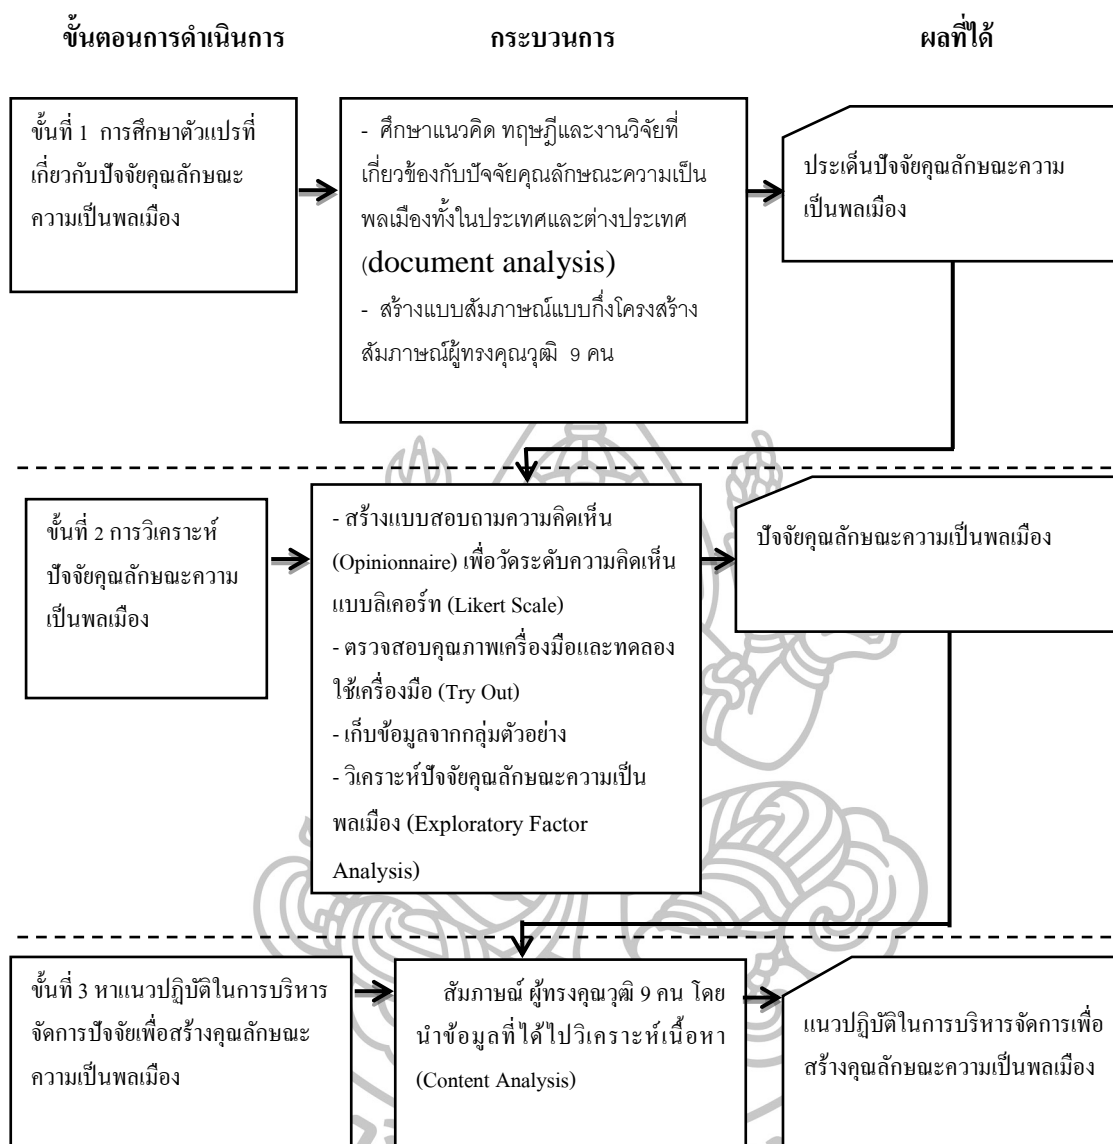 ขั้นตอนการดำเนินการ
กระบวนการ
ผลที่ได้
ขั้นที่ 1 การศึกษาตัวแปรที่
เกี่ยวกับปัจจัยคุณลักษณะ
ความเป็นพลเมือง
- ศึกษาแนวคิด ทฤษฎีและงานวิจัยที่
เกี่ยวข้องกับปัจจัยคุณลักษณะความเป็น
พลเมืองทั้งในประเทศและต่างประเทศ
(document analysis)
- สร้างแบบสัมภาษณ์แบบกึ่งโครงสร้าง
สัมภาษณ์ผู้ทรงคุณวุฒิ 9 คน
ประเด็นปัจจัยคุณลักษณะความ
เป็นพลเมือง
ขั้นที่ 2 การวิเคราะห์
ปัจจัยคุณลักษณะความ
เป็นพลเมือง
- สร้างแบบสอบถามความคิดเห็น
(Opinionnaire) เพื่อวัดระดับความคิดเห็น
แบบลิเคอร์ท (Likert Scale)
- ตรวจสอบคุณภาพเครื่องมือและทดลอง
ใช้เครื่องมือ (Try Out)
- เก็บข้อมูลจากกลุ่มตัวอย่าง
- วิเคราะห์ปัจจัยคุณลักษณะความเป็น
พลเมือง (Exploratory Factor
Analysis)
ปัจจัยคุณลักษณะความเป็นพลเมือง
ขั้นที่ 3 หาแนวปฏิบัติในการบริหาร
จัดการปัจจัยเพื่อสร้างคุณลักษณะ
ความเป็นพลเมือง
สัมภาษณ์ ผู้ทรงคุณวุฒิ 9 คน โดย
นำข้อมูลที่ได้ไปวิเคราะห์เนื้อหา
(Content Analysis)
แนวปฏิบัติในการบริหารจัดการเพื่อ
สร้างคุณลักษณะความเป็นพลเมือง